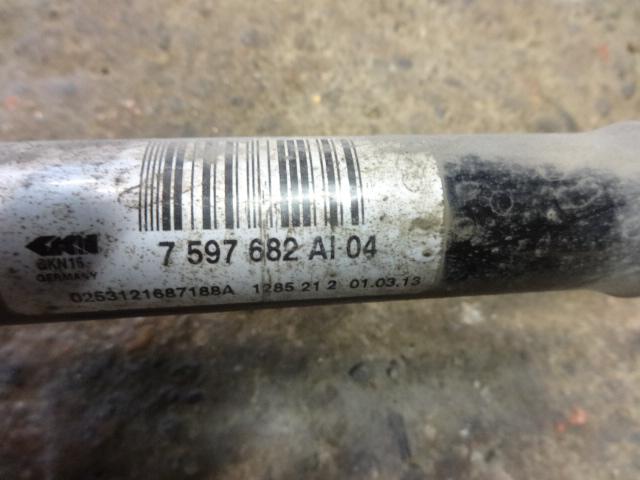 7 597 682 AI 04
GKN
GKN16
GERMANY
0253121687188A 1285 21 2 01.03.13